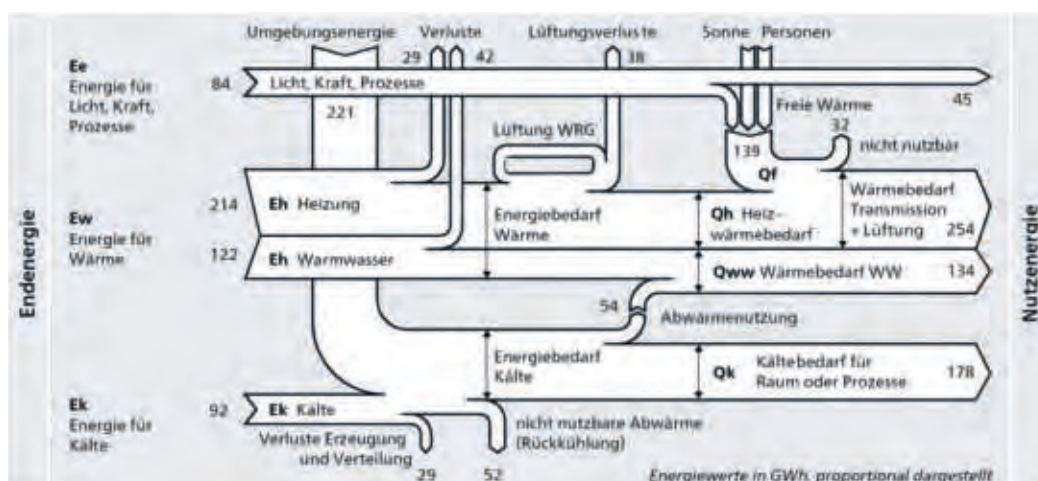 Umgebungsenergie Verluste Lüftungsverluste Sonne Personen
29 42 38
Ee
Energie für
Licht, Kraft,
Prozesse
84
Licht, Kraft, Prozesse
45
221
Freie Wärme
Lüftung WRG
32
139
nicht nutzbar
Qf
Endenergie
Ew
Energie für
Wärme
214
Eh Heizung
Energiebedarf
Wärme
Qh Heiz-
wärmebedarf
Wärmebedarf
Transmission
+ Lüftung 254
122
Eh Warmwasser
Qww Wärmebedarf WW 134
Nutzenergie
54
Abwärmenutzung
Energiebedarf
Kälte
Qk Kältebedarf für
Raum oder Prozesse 178
Ek
Energie für
Kälte
92
Ek Kälte
Verluste Erzeugung
und Verteilung
29
nicht nutzbare Abwärme
(Rückkühlung)
52
Energiewerte in GWh, proportional dargestellt